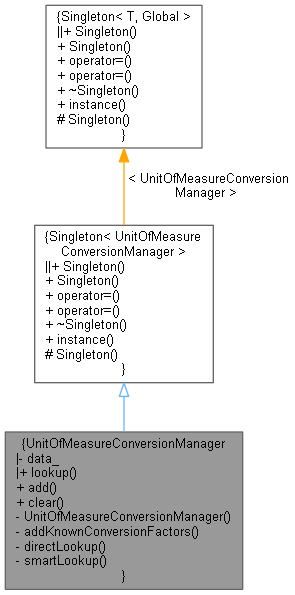 {Singleton< T, Global >
||+ Singleton()
+ Singleton()
+ operator=()
+ operator=()
+ ~Singleton()
+ instance()
# Singleton()
}
< UnitOfMeasureConversion
Manager >
{Singleton< UnitOfMeasure
ConversionManager >
||+ Singleton()
+ Singleton()
+ operator=()
+ operator=()
+ ~Singleton()
+ instance()
# Singleton()
}
{UnitOfMeasureConversionManager
|- data_
|+ lookup()
+ add()
+ clear()
- UnitOfMeasureConversionManager()
- addKnownConversionFactors()
- directLookup()
- smartLookup()
}